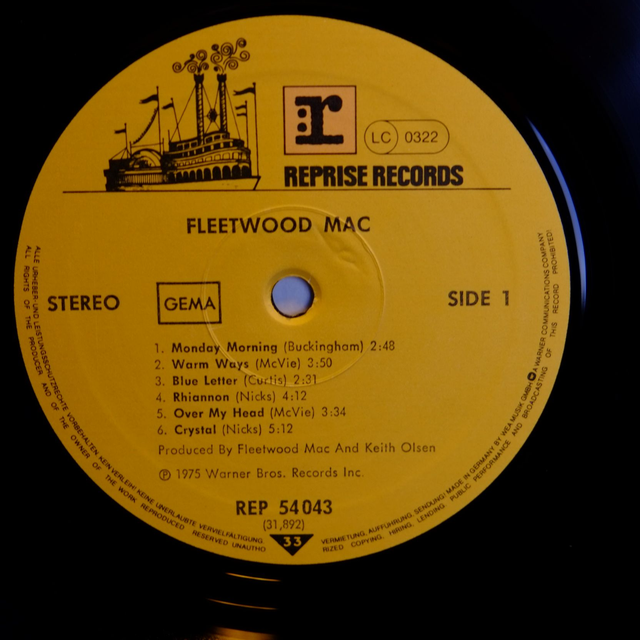 r
LC 0322
REPRISE RECORDS
FLEETWOOD MAC
STEREO
GEMA
SIDE 1
1. Monday Morning (Buckingham) 2:48
2. Warm Ways (McVie) 3:50
3. Blue Letter (Curtis) 2:31
4. Rhiannon (Nicks) 4:12
5. Over My Head (McVie) 3:34
6. Crystal (Nicks) 5:12
Produced By Fleetwood Mac And Keith Olsen
℗ 1975 Warner Bros. Records Inc.
REP 54 043
(31,892)
33
ALLE URHEBER- UND LEISTUNGSSCHUTZRECHTE VORBEHALTEN. KEIN VERLEIH! KEINE UNERLAUBTE VERVIELFÄLTIGUNG, VERMIETUNG, AUFFÜHRUNG, SENDUNG! MADE IN GERMANY BY WEA MUSIK GMBH A WARNER COMMUNICATIONS COMPANY
ALL RIGHTS OF THE PRODUCER AND OF THE OWNER OF THE WORK REPRODUCED RESERVED UNAUTHORIZED COPYING, HIRING, LENDING PUBLIC PERFORMANCE AND BROADCASTING OF THIS RECORD PROHIBITED!